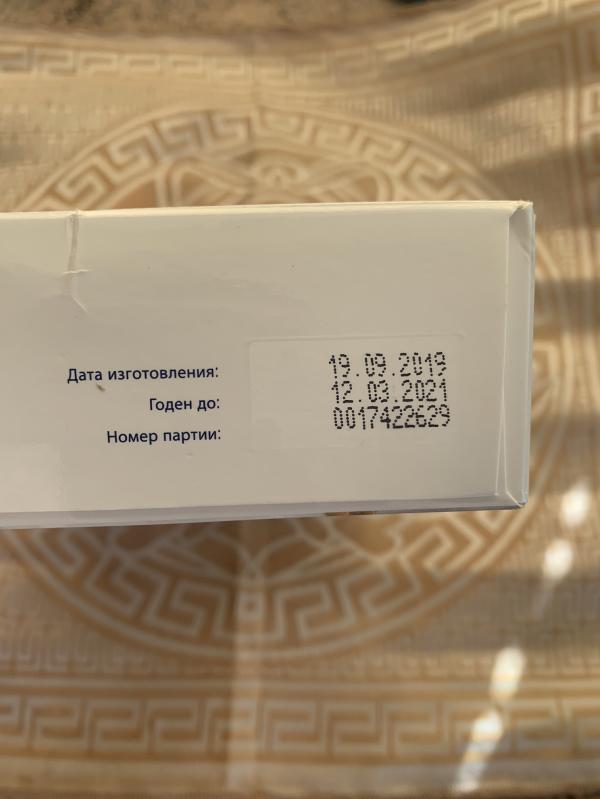 Дата изготовления: 19.09.2019
Годен до: 12.03.2021
Номер партии: 0017422629